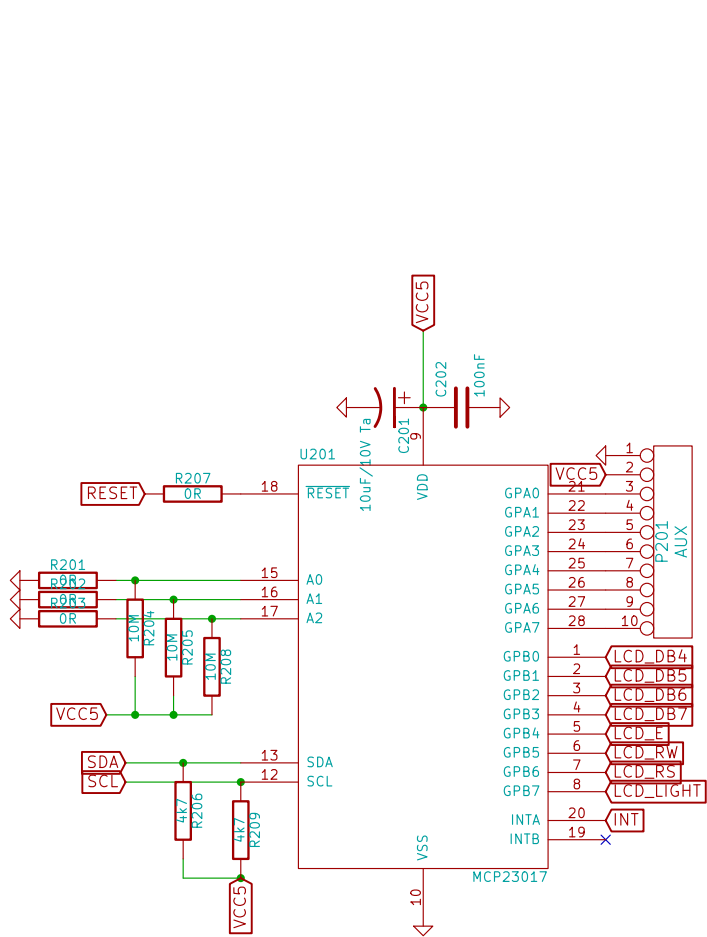 VCC5
C202
100nF
+
10uF/10V Ta
C201
9
U201
VDD
R207
RESET
0R
18
RESET
GPA0
21
GPA1
22
GPA2
23
GPA3
24
GPA4
25
GPA5
26
GPA6
27
GPA7
28
VCC5
1
2
3
4
5
6
7
8
9
10
P201
AUX
R201
0R
R202
0R
R203
0R
15
A0
16
A1
17
A2
10M
R204
10M
R205
10M
R208
VCC5
GPB0
1
LCD_DB4
GPB1
2
LCD_DB5
GPB2
3
LCD_DB6
GPB3
4
LCD_DB7
GPB4
5
LCD_E
GPB5
6
LCD_RW
GPB6
7
LCD_RS
GPB7
8
LCD_LIGHT
SDA
13
SDA
SCL
12
SCL
4k7
R206
4k7
R209
VCC5
INTA
20
INT
INTB
19
VSS
MCP23017
10